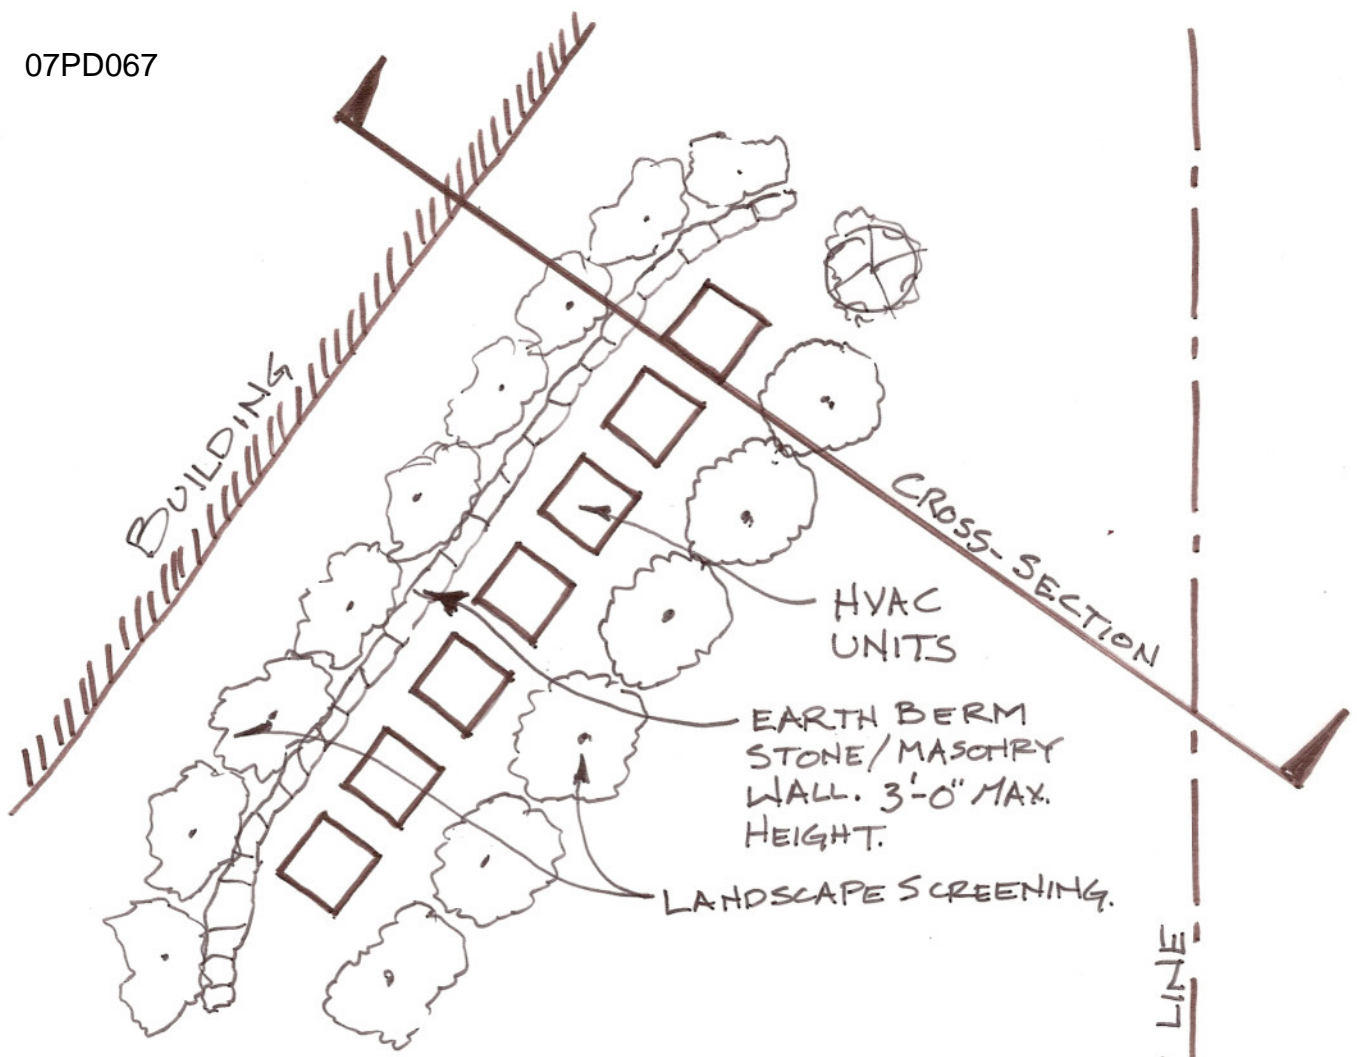 07PD067
BUILDING
CROSS-SECTION
HVAC
UNITS
EARTH BERM
STONE/MASONRY
WALL. 3'-0" MAX.
HEIGHT.
LANDSCAPE SCREENING.
LINE